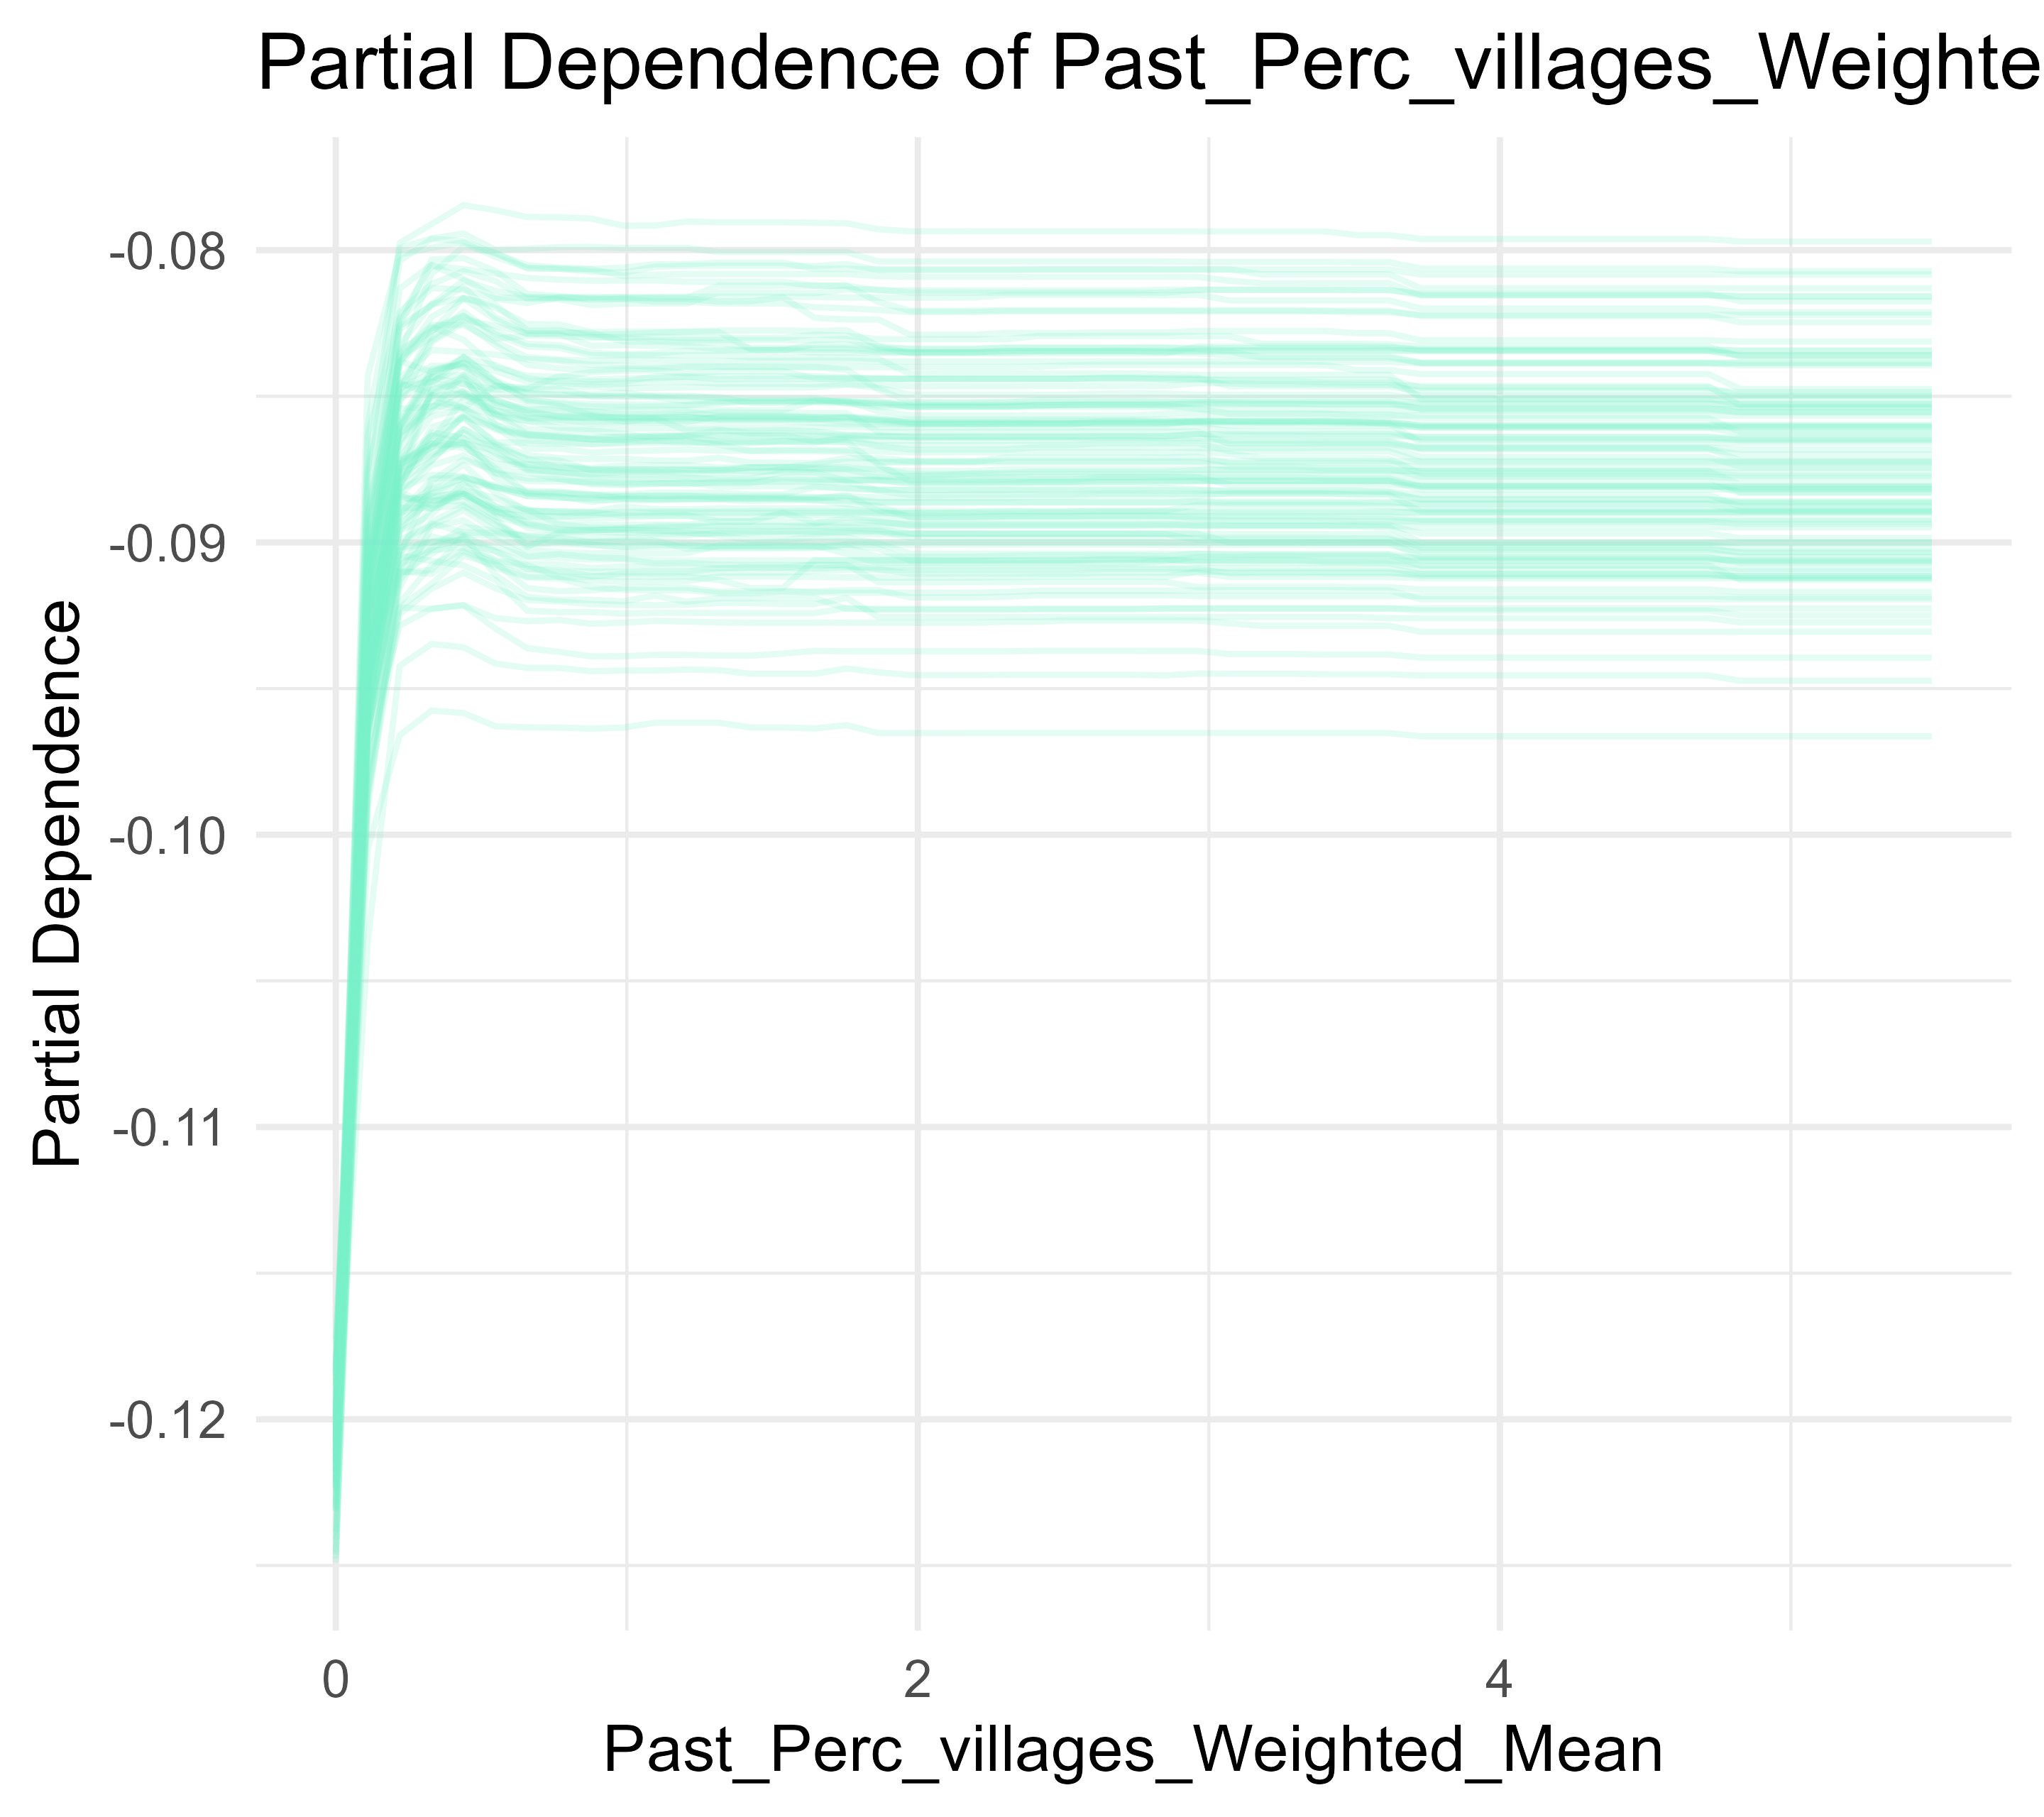 Partial Dependence of Past_Perc_villages_Weighte
-0.08
-0.09
-0.10
-0.11
-0.12
Partial Dependence
0
2
4
Past_Perc_villages_Weighted_Mean